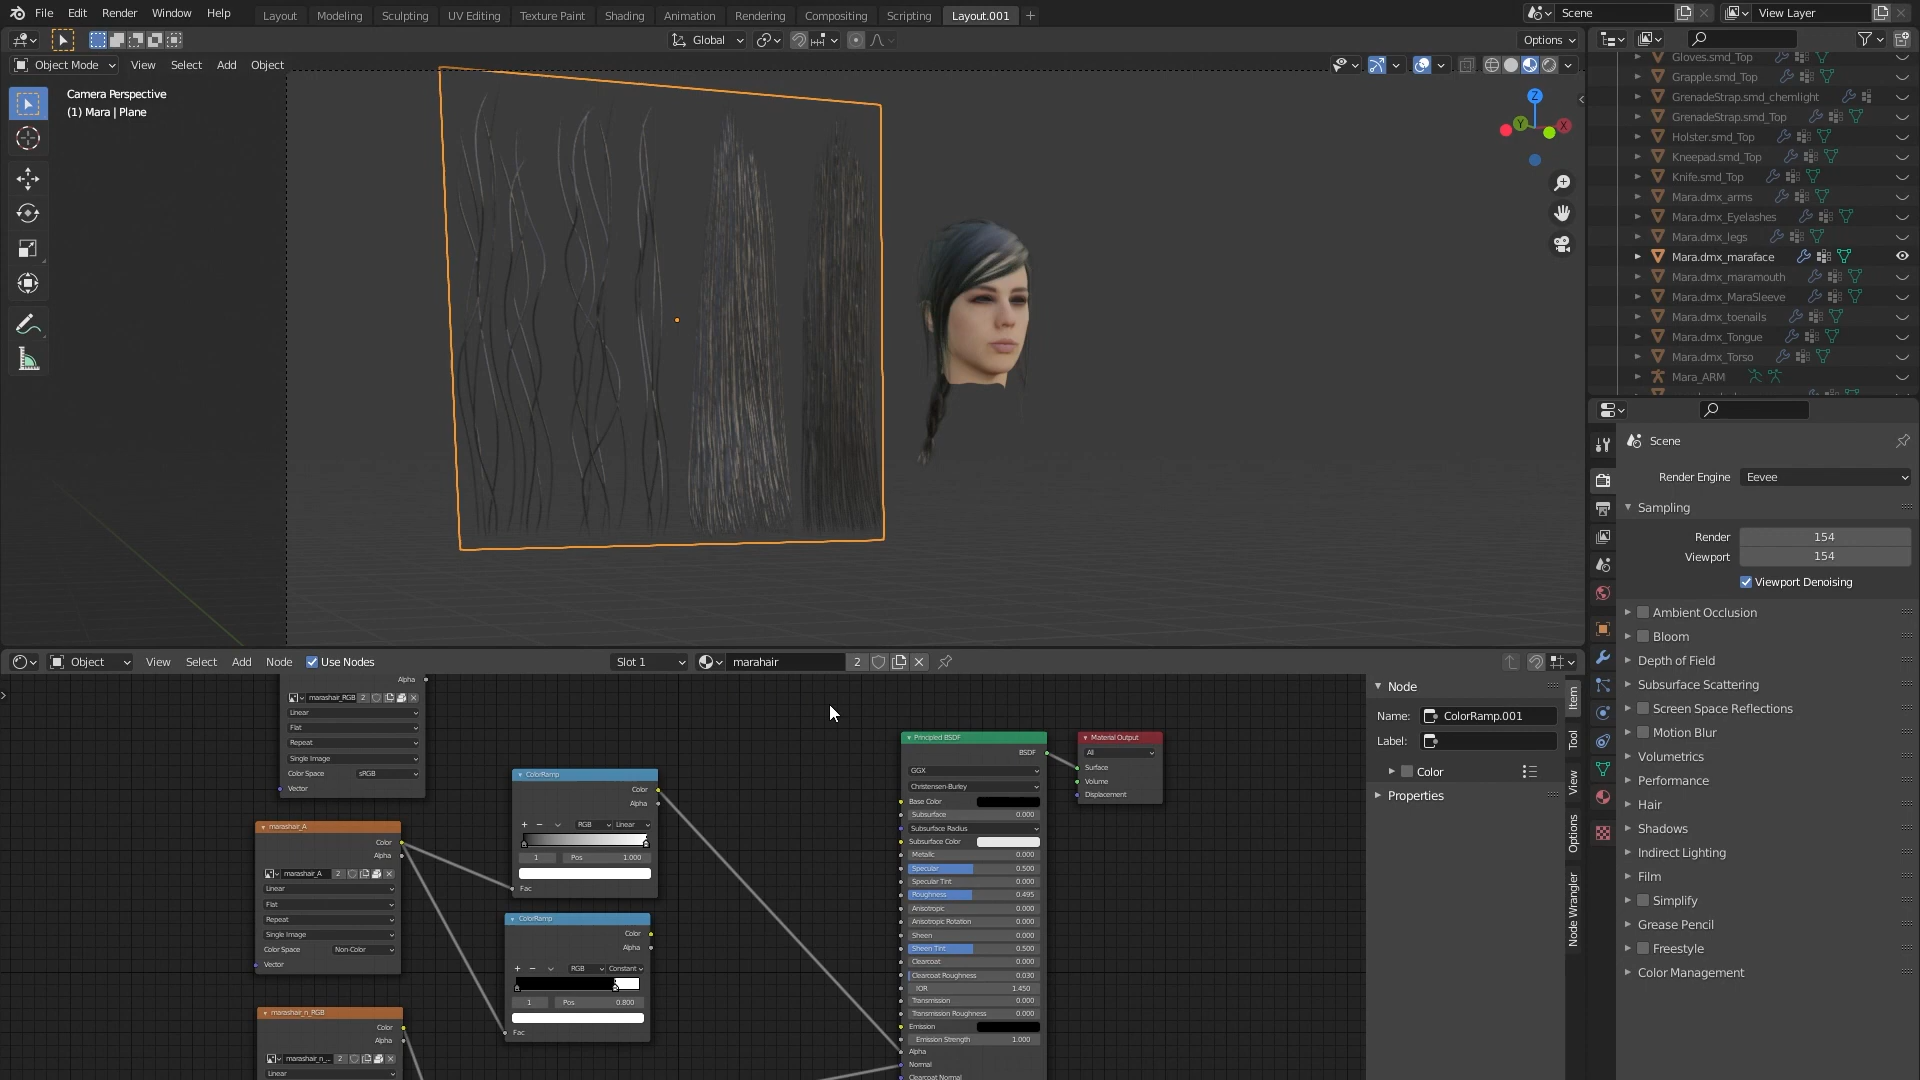 File Edit Render Window Help Layout Modeling Sculpting UV Editing Texture Paint Shading Animation Rendering Compositing Scripting Layout.001 + Scene View Layer
Global Options
Object Mode View Select Add Object
Camera Perspective
(1) Mara | Plane
Z
Y X
Gloves.smd_Top
Grapple.smd_Top
GrenadeStrap.smd_chemlight
GrenadeStrap.smd_Top
Holster.smd_Top
Kneepad.smd_Top
Knife.smd_Top
Mara.dmx_arms
Mara.dmx_Eyelashes
Mara.dmx_legs
Mara.dmx_maraface
Mara.dmx_maramouth
Mara.dmx_MaraSleeve
Mara.dmx_toenails
Mara.dmx_Tongue
Mara.dmx_Torso
Mara_ARM
Scene
Render Engine Eevee
Sampling
Render 154
Viewport 154
Viewport Denoising
Ambient Occlusion
Bloom
Depth of Field
Subsurface Scattering
Screen Space Reflections
Motion Blur
Volumetrics
Performance
Hair
Shadows
Indirect Lighting
Film
Simplify
Grease Pencil
Freestyle
Color Management
Object View Select Add Node Use Nodes Slot 1 marahair 2
Alpha
marashair_RGB 2
Linear
Flat
Repeat
Single Image
Color Space sRGB
Vector
marashair_A
Color
Alpha
marashair_A 2
Linear
Flat
Repeat
Single Image
Color Space Non-Color
Vector
marashair_n_RGB
Color
Alpha
marashair_n_... 2
Linear
ColorRamp
Color
Alpha
+ − RGB Linear
1 Pos 1.000
Fac
ColorRamp
Color
Alpha
+ − RGB Constant
1 Pos 0.800
Fac
Principled BSDF
BSDF
GGX
Christensen-Burley
Base Color
Subsurface 0.000
Subsurface Radius
Subsurface Color
Metallic 0.000
Specular 0.500
Specular Tint 0.000
Roughness 0.495
Anisotropic 0.000
Anisotropic Rotation 0.000
Sheen 0.000
Sheen Tint 0.500
Clearcoat 0.000
Clearcoat Roughness 0.030
IOR 1.450
Transmission 0.000
Transmission Roughness 0.000
Emission
Emission Strength 1.000
Alpha
Normal
Clearcoat Normal
Material Output
All
Surface
Volume
Displacement
Node
Name: ColorRamp.001
Label:
Color
Properties
Item
Tool
View
Options
Node Wrangler